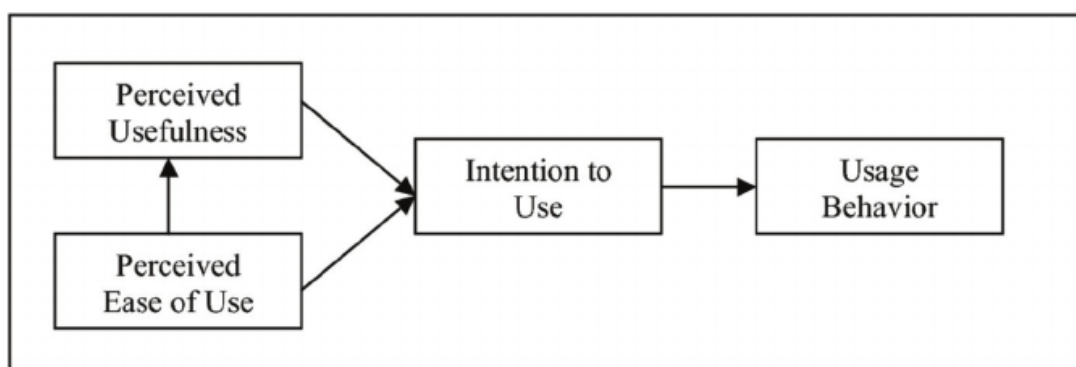 Perceived
Usefulness
Perceived
Ease of Use
Intention to
Use
Usage
Behavior